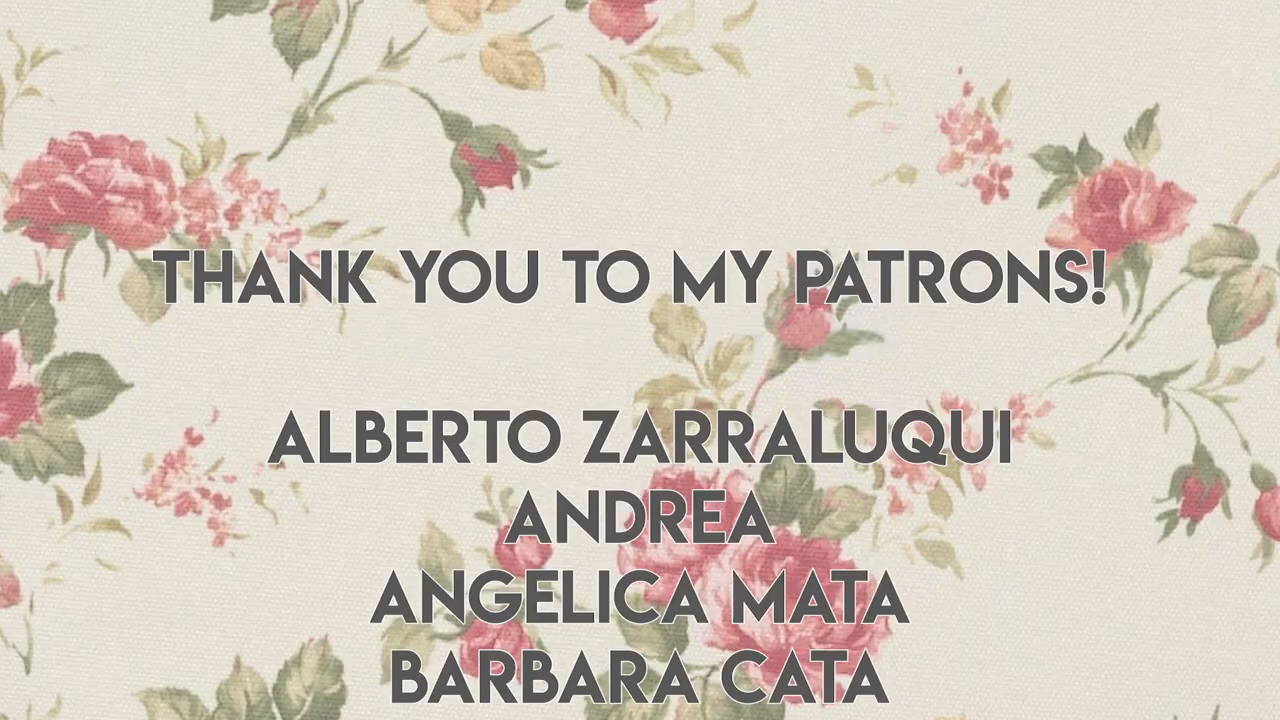 THANK YOU TO MY PATRONS!
ALBERTO ZARRALUQUI
ANDREA
ANGELICA MATA
BARBARA CATA